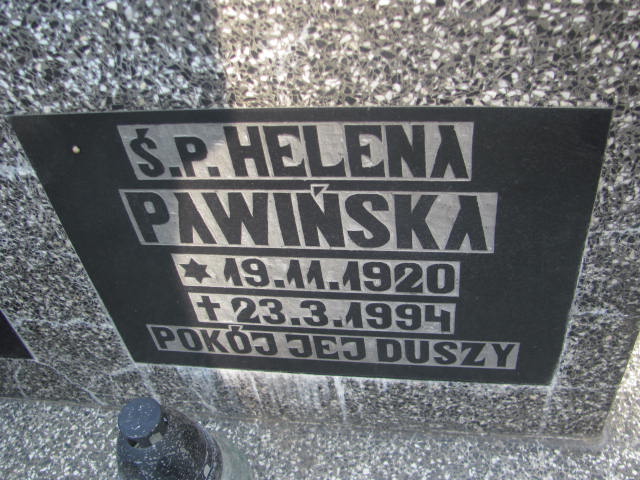 Ś.P. HELENA
PAWIŃSKA
✶ 19.11.1920
✝ 23.3.1994
POKÓJ JEJ DUSZY